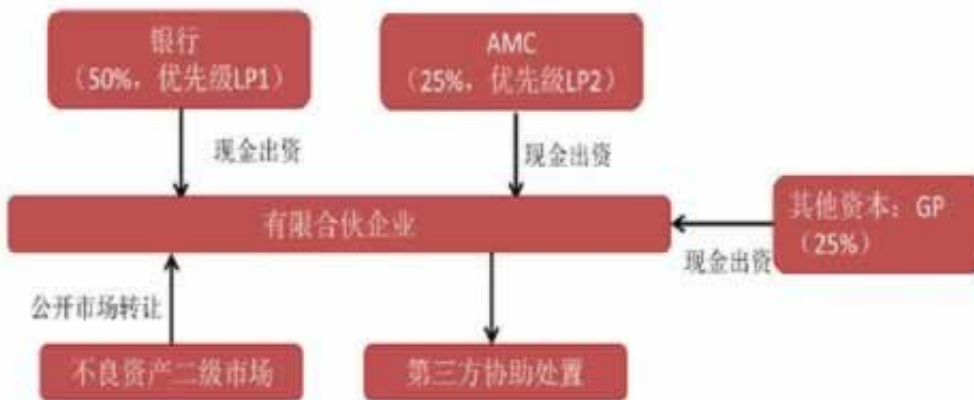 银行
（50%，优先级LP1）
AMC
（25%，优先级LP2）
现金出资
现金出资
有限合伙企业
其他资本：GP
（25%）
现金出资
公开市场转让
不良资产二级市场
第三方协助处置